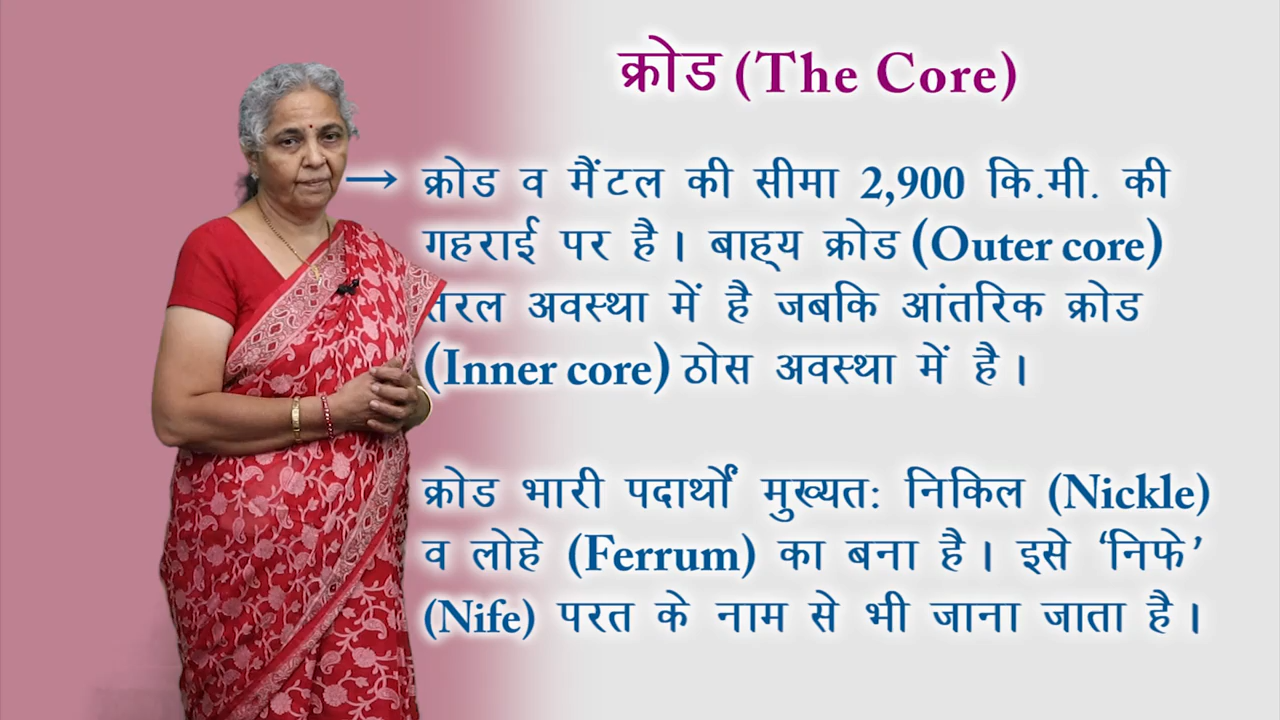 क्रोड (The Core)
→ क्रोड व मैंटल की सीमा 2,900 कि.मी. की
गहराई पर है। बाह्य क्रोड (Outer core)
तरल अवस्था में है जबकि आंतरिक क्रोड
(Inner core) ठोस अवस्था में है।
क्रोड भारी पदार्थों मुख्यत: निकिल (Nickle)
व लोहे (Ferrum) का बना है। इसे ‘निफे’
(Nife) परत के नाम से भी जाना जाता है।